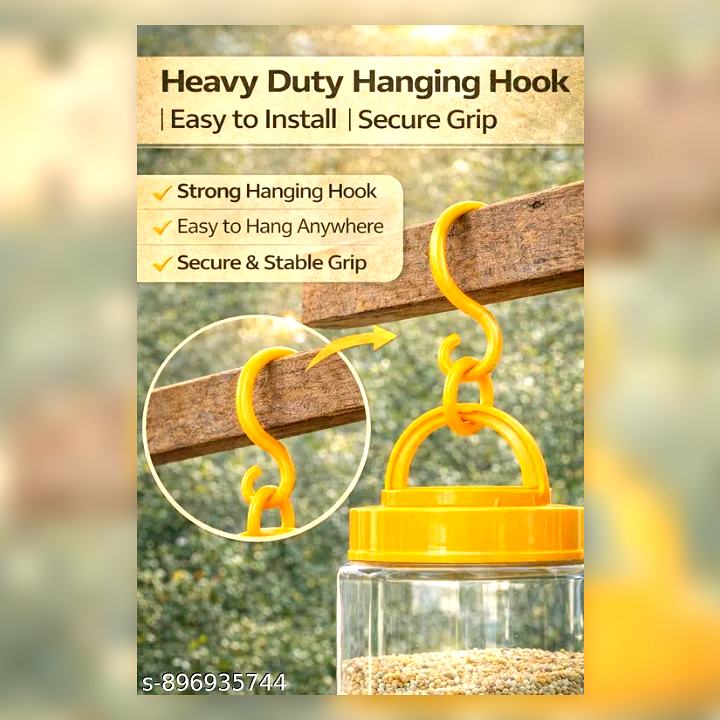 Heavy Duty Hanging Hook
| Easy to Install | Secure Grip
Strong Hanging Hook
Easy to Hang Anywhere
Secure & Stable Grip
s-896935744